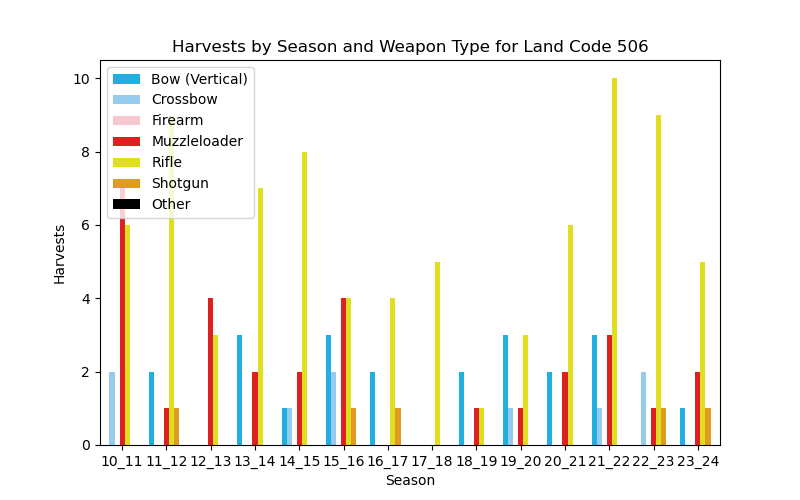 Harvests by Season and Weapon Type for Land Code 506
Bow (Vertical)
Crossbow
Firearm
Muzzleloader
Rifle
Shotgun
Other
10
8
6
4
2
0
Harvests
10_11 11_12 12_13 13_14 14_15 15_16 16_17 17_18 18_19 19_20 20_21 21_22 22_23 23_24
Season